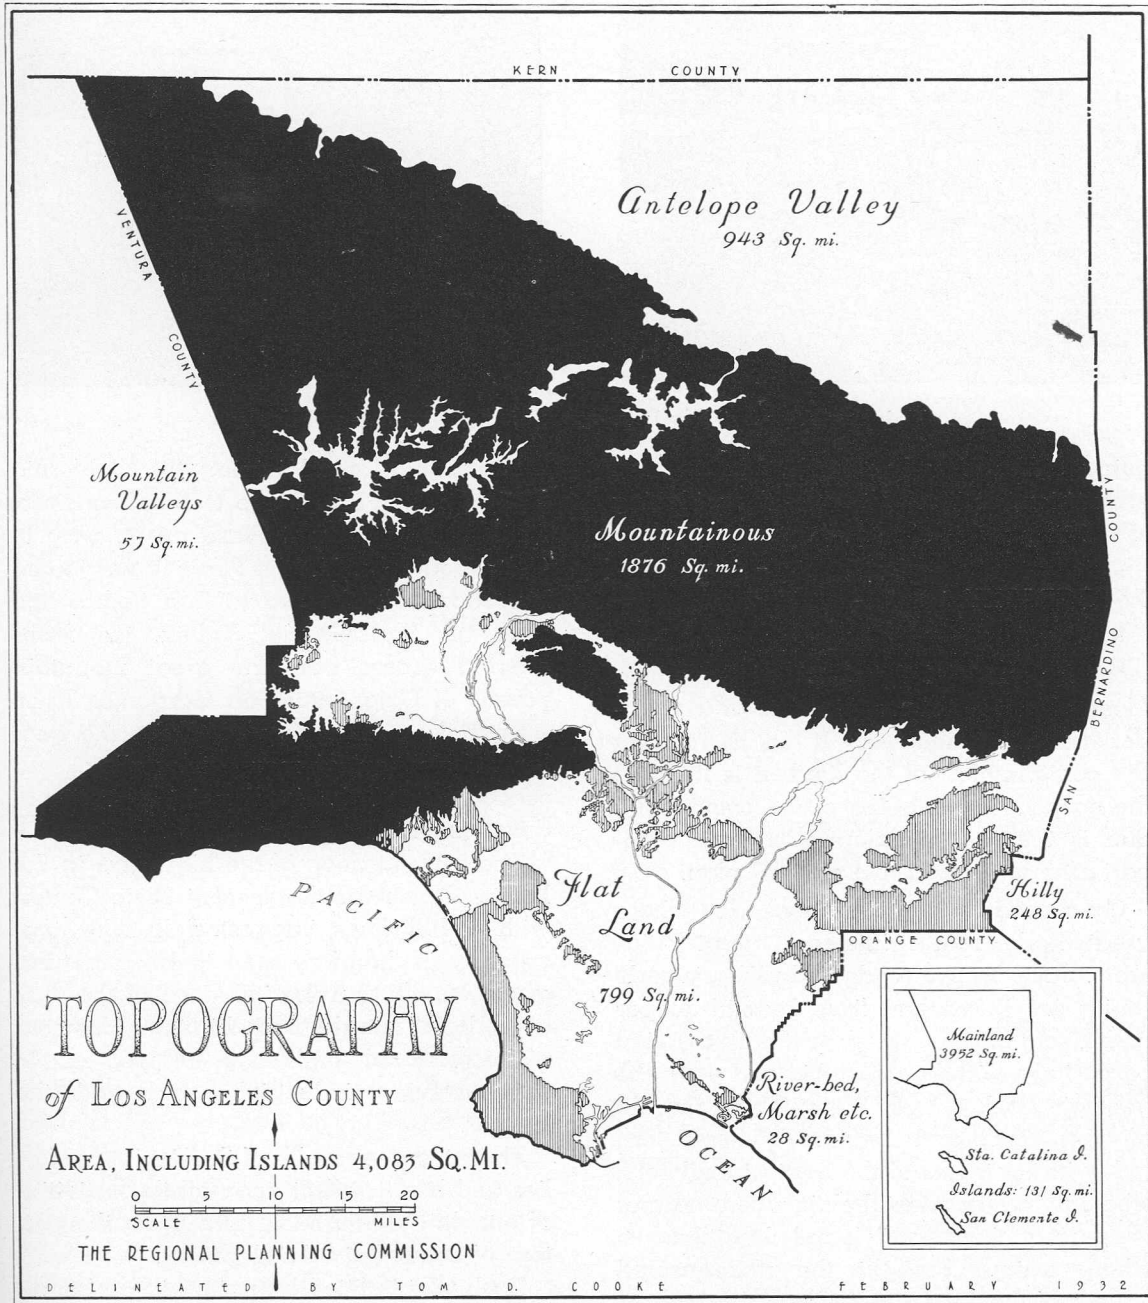 KERN COUNTY
Antelope Valley
943 Sq. mi.
VENTURA COUNTY
Mountain
Valleys
57 Sq. mi.
Mountainous
1876 Sq. mi.
SAN BERNARDINO COUNTY
Flat
Land
799 Sq. mi.
Hilly
248 Sq. mi.
ORANGE COUNTY
PACIFIC OCEAN
River-bed,
Marsh etc.
28 Sq. mi.
Mainland
3952 Sq. mi.
Sta. Catalina I.
Islands: 131 Sq. mi.
San Clemente I.
TOPOGRAPHY
of LOS ANGELES COUNTY
AREA, INCLUDING ISLANDS 4,083 SQ. MI.
0 5 10 15 20
SCALE MILES
THE REGIONAL PLANNING COMMISSION
DELINEATED BY TOM D. COOKE FEBRUARY 1932